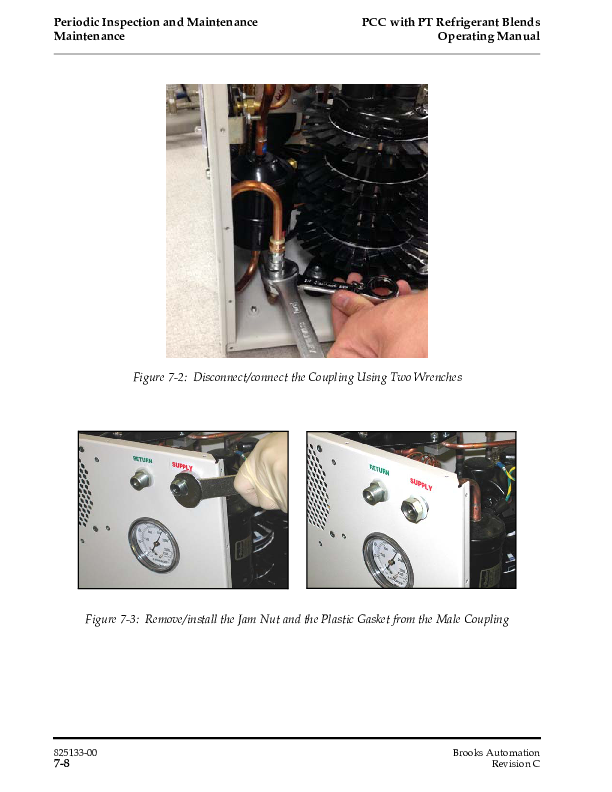 Periodic Inspection and Maintenance
Maintenance
PCC with PT Refrigerant Blends
Operating Manual
Figure 7-2: Disconnect/connect the Coupling Using Two Wrenches
RETURN
SUPPLY
RETURN
SUPPLY
Figure 7-3: Remove/install the Jam Nut and the Plastic Gasket from the Male Coupling
825133-00
7-8
Brooks Automation
Revision C